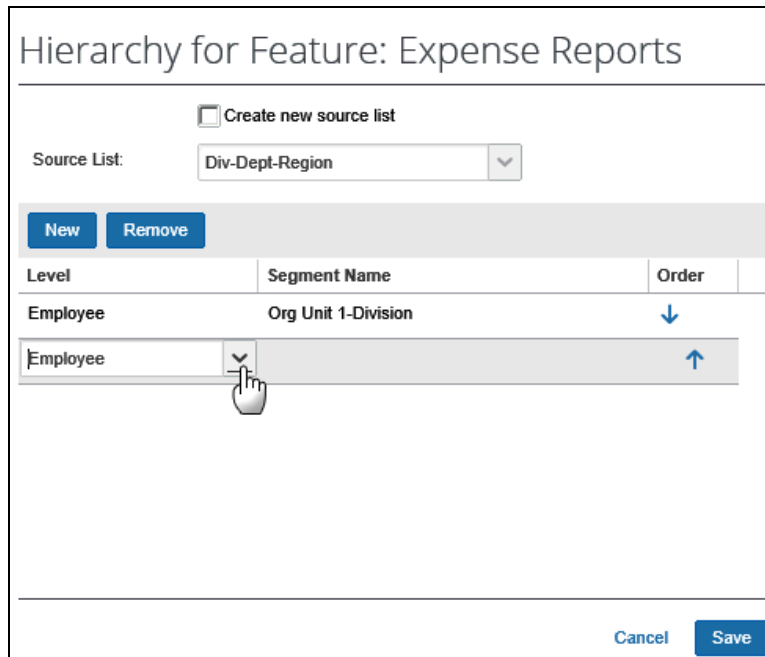 Hierarchy for Feature: Expense Reports
Create new source list
Source List: Div-Dept-Region
New Remove
Level Segment Name Order
Employee Org Unit 1-Division
Employee
Cancel Save